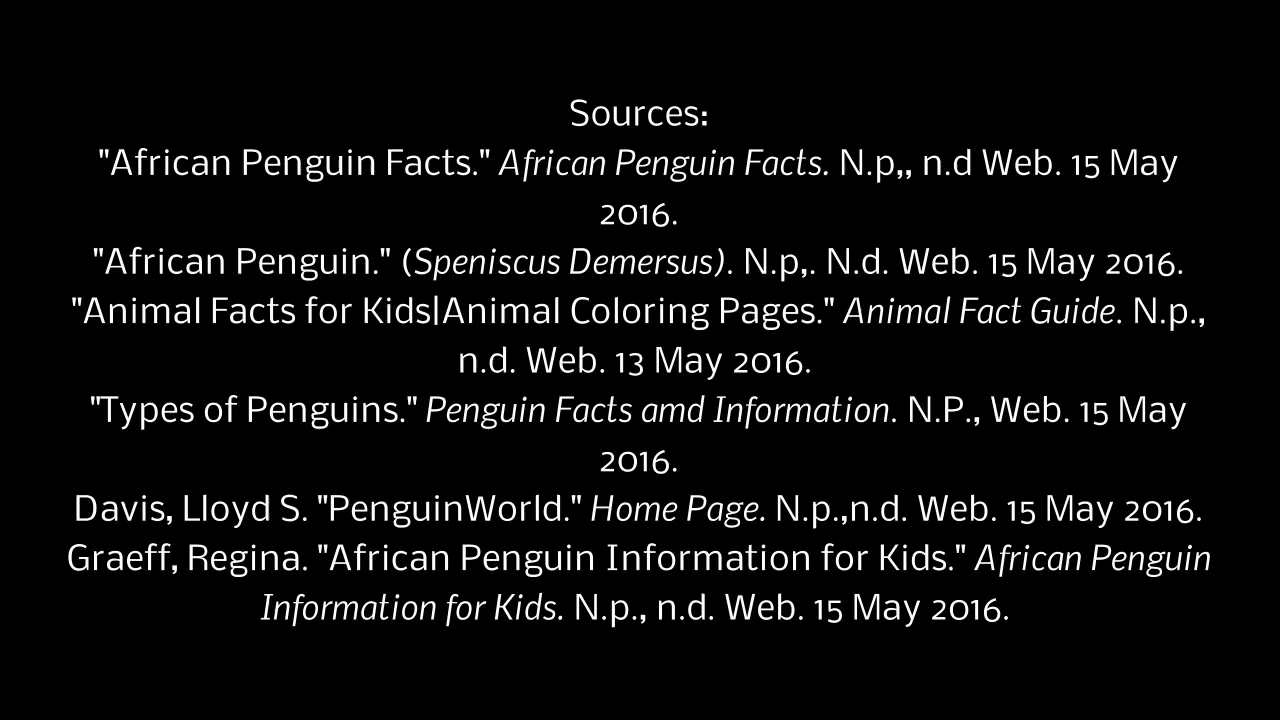 Sources:
"African Penguin Facts." African Penguin Facts. N.p,, n.d Web. 15 May
2016.
"African Penguin." (Speniscus Demersus). N.p,. N.d. Web. 15 May 2016.
"Animal Facts for Kids|Animal Coloring Pages." Animal Fact Guide. N.p.,
n.d. Web. 13 May 2016.
"Types of Penguins." Penguin Facts amd Information. N.P., Web. 15 May
2016.
Davis, Lloyd S. "PenguinWorld." Home Page. N.p.,n.d. Web. 15 May 2016.
Graeff, Regina. "African Penguin Information for Kids." African Penguin
Information for Kids. N.p., n.d. Web. 15 May 2016.